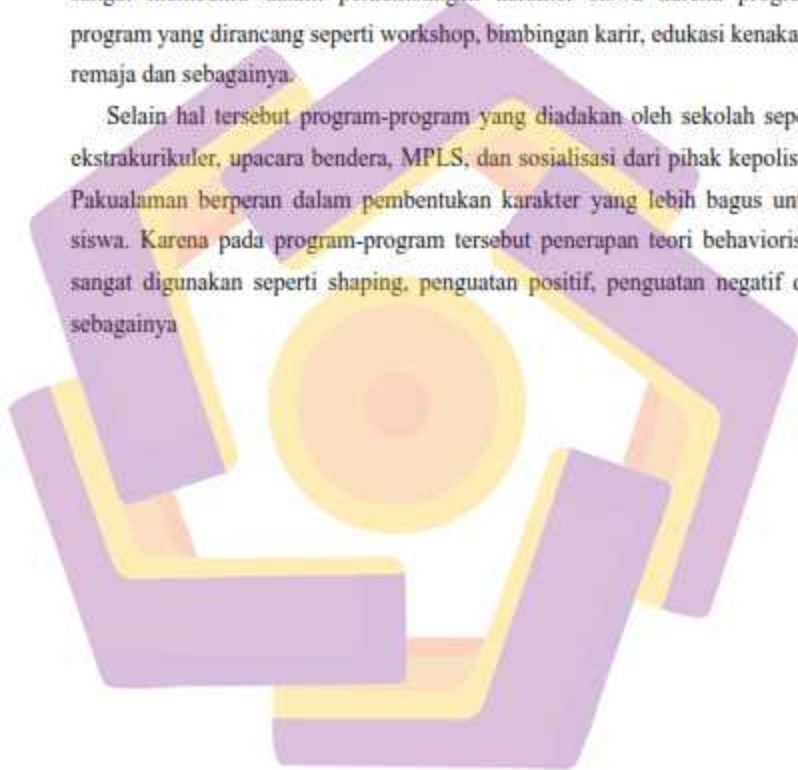 program yang dirancang seperti workshop, bimbingan karir, edukasi kenaka
remaja dan sebagainya.
Selain hal tersebut program-program yang diadakan oleh sekolah sepe
ekstrakurikuler, upacara bendera, MPLS, dan sosialisasi dari pihak kepolis
Pakualaman berperan dalam pembentukan karakter yang lebih bagus unt
siswa. Karena pada program-program tersebut penerapan teori behavioris
sangat digunakan seperti shaping, penguatan positif, penguatan negatif d
sebagainya